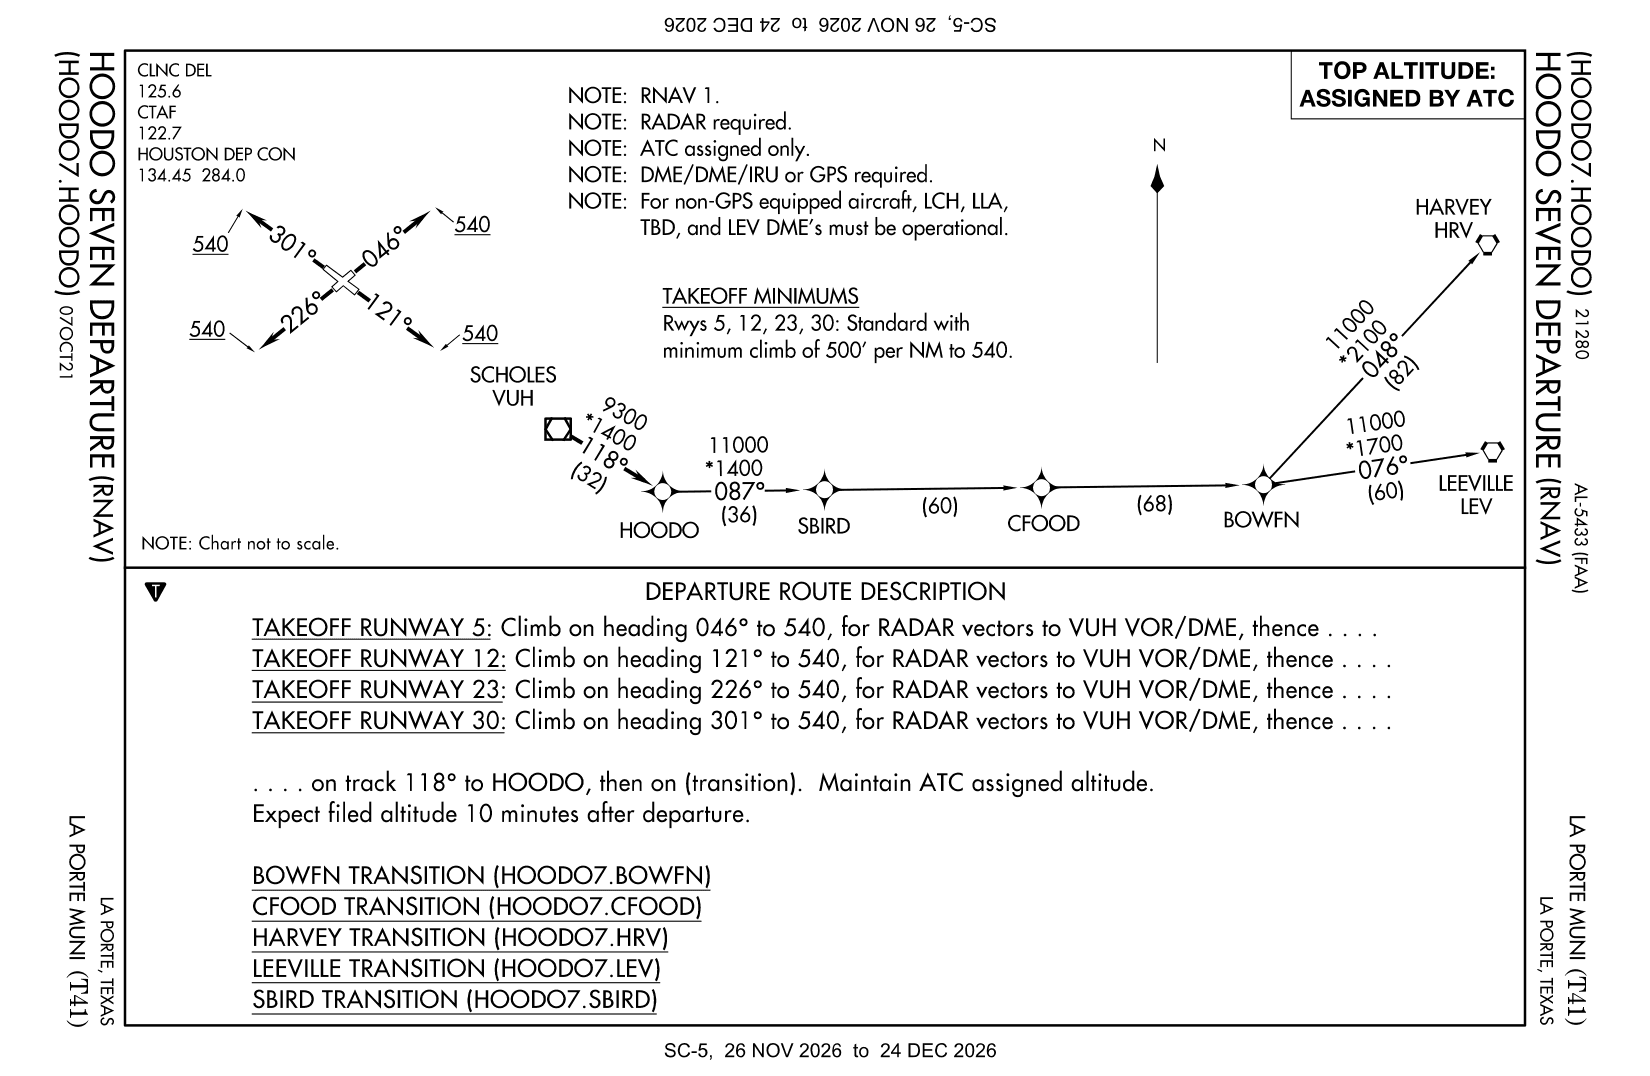 SC-5, 26 NOV 2026 to 24 DEC 2026
(HOODO7.HOODO) 07OCT21
HOODO SEVEN DEPARTURE (RNAV)
CLNC DEL
125.6
CTAF
122.7
HOUSTON DEP CON
134.45 284.0
NOTE: RNAV 1.
NOTE: RADAR required.
NOTE: ATC assigned only.
NOTE: DME/DME/IRU or GPS required.
NOTE: For non-GPS equipped aircraft, LCH, LLA,
TBD, and LEV DME's must be operational.
TOP ALTITUDE:
ASSIGNED BY ATC
N
540
301°
046°
540
540
226°
121°
540
TAKEOFF MINIMUMS
Rwys 5, 12, 23, 30: Standard with
minimum climb of 500' per NM to 540.
SCHOLES
VUH
9300
*1400
118°
(32)
HOODO
11000
*1400
087°
(36)
SBIRD
(60)
CFOOD
(68)
BOWFN
11000
*2100
048°
(82)
HARVEY
HRV
11000
*1700
076°
(60)
LEEVILLE
LEV
NOTE: Chart not to scale.
(HOODO7.HOODO) 21280
HOODO SEVEN DEPARTURE (RNAV)
AL-5433 (FAA)
T
DEPARTURE ROUTE DESCRIPTION
TAKEOFF RUNWAY 5: Climb on heading 046° to 540, for RADAR vectors to VUH VOR/DME, thence . . . .
TAKEOFF RUNWAY 12: Climb on heading 121° to 540, for RADAR vectors to VUH VOR/DME, thence . . . .
TAKEOFF RUNWAY 23: Climb on heading 226° to 540, for RADAR vectors to VUH VOR/DME, thence . . . .
TAKEOFF RUNWAY 30: Climb on heading 301° to 540, for RADAR vectors to VUH VOR/DME, thence . . . .
. . . . on track 118° to HOODO, then on (transition). Maintain ATC assigned altitude.
Expect filed altitude 10 minutes after departure.
BOWFN TRANSITION (HOODO7.BOWFN)
CFOOD TRANSITION (HOODO7.CFOOD)
HARVEY TRANSITION (HOODO7.HRV)
LEEVILLE TRANSITION (HOODO7.LEV)
SBIRD TRANSITION (HOODO7.SBIRD)
LA PORTE MUNI (T41)
LA PORTE, TEXAS
LA PORTE MUNI (T41)
LA PORTE, TEXAS
SC-5, 26 NOV 2026 to 24 DEC 2026